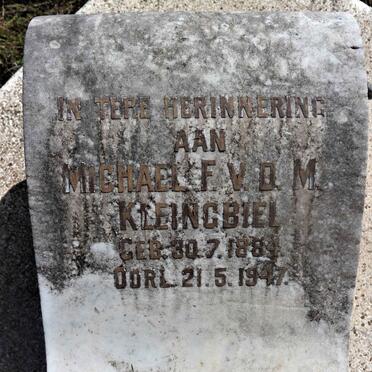 IN TERE HERINNERING
AAN
MICHAEL F. V. D. M.
KLEINGBIEL
GEB. 30.7.1884
OORL. 21.5.1947.